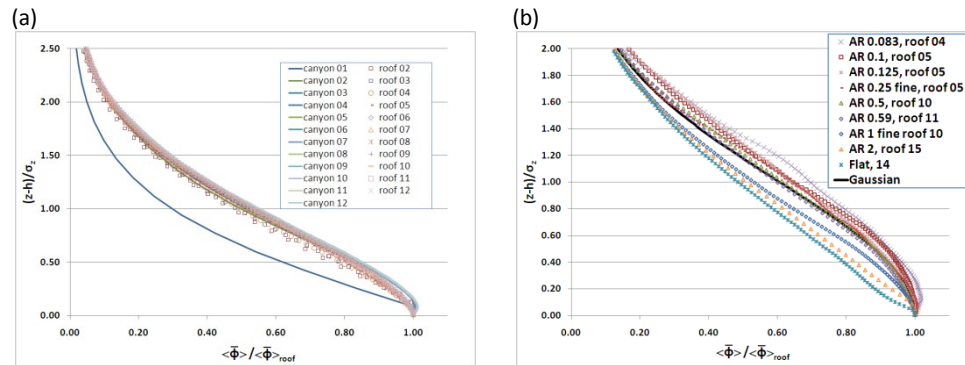 (a)
2.50
2.00
1.50
1.00
0.50
0.00
[z-h]/σz
0.00 0.20 0.40 0.60 0.80 1.00
<Φ̅>/<Φ̅>roof
canyon 01 roof 02
canyon 02 roof 03
canyon 03 roof 04
canyon 04 roof 05
canyon 05 roof 06
canyon 06 roof 07
canyon 07 roof 08
canyon 08 roof 09
canyon 09 roof 10
canyon 10 roof 11
canyon 11 roof 12
canyon 12
(b)
2.00
1.80
1.60
1.40
1.20
1.00
0.80
0.60
0.40
0.20
0.00
[z-h]/σz
0.00 0.20 0.40 0.60 0.80 1.00
<Φ̅>/<Φ̅>roof
AR 0.083, roof 04
AR 0.1, roof 05
AR 0.125, roof 05
AR 0.25 fine, roof 05
AR 0.5, roof 10
AR 0.59, roof 11
AR 1 fine roof 10
AR 2, roof 15
Flat, 14
Gaussian